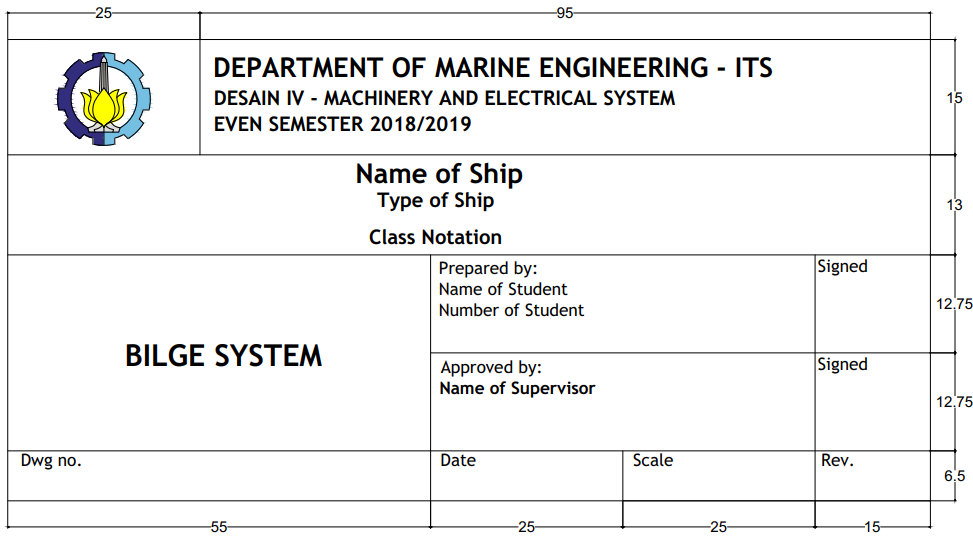 25 95
DEPARTMENT OF MARINE ENGINEERING - ITS
DESAIN IV - MACHINERY AND ELECTRICAL SYSTEM
EVEN SEMESTER 2018/2019
15
Name of Ship
Type of Ship
13
Class Notation
Prepared by:
Name of Student
Number of Student
Signed
12.75
BILGE SYSTEM
Approved by:
Name of Supervisor
Signed
12.75
Dwg no. Date Scale Rev.
6.5
55 25 25 15